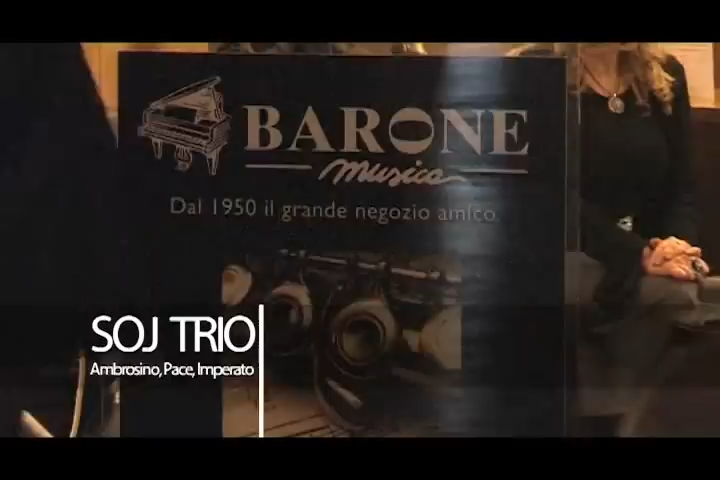 BARONE
musica
Dal 1950 il grande negozio amico.
SOJ TRIO
Ambrosino, Pace, Imperato